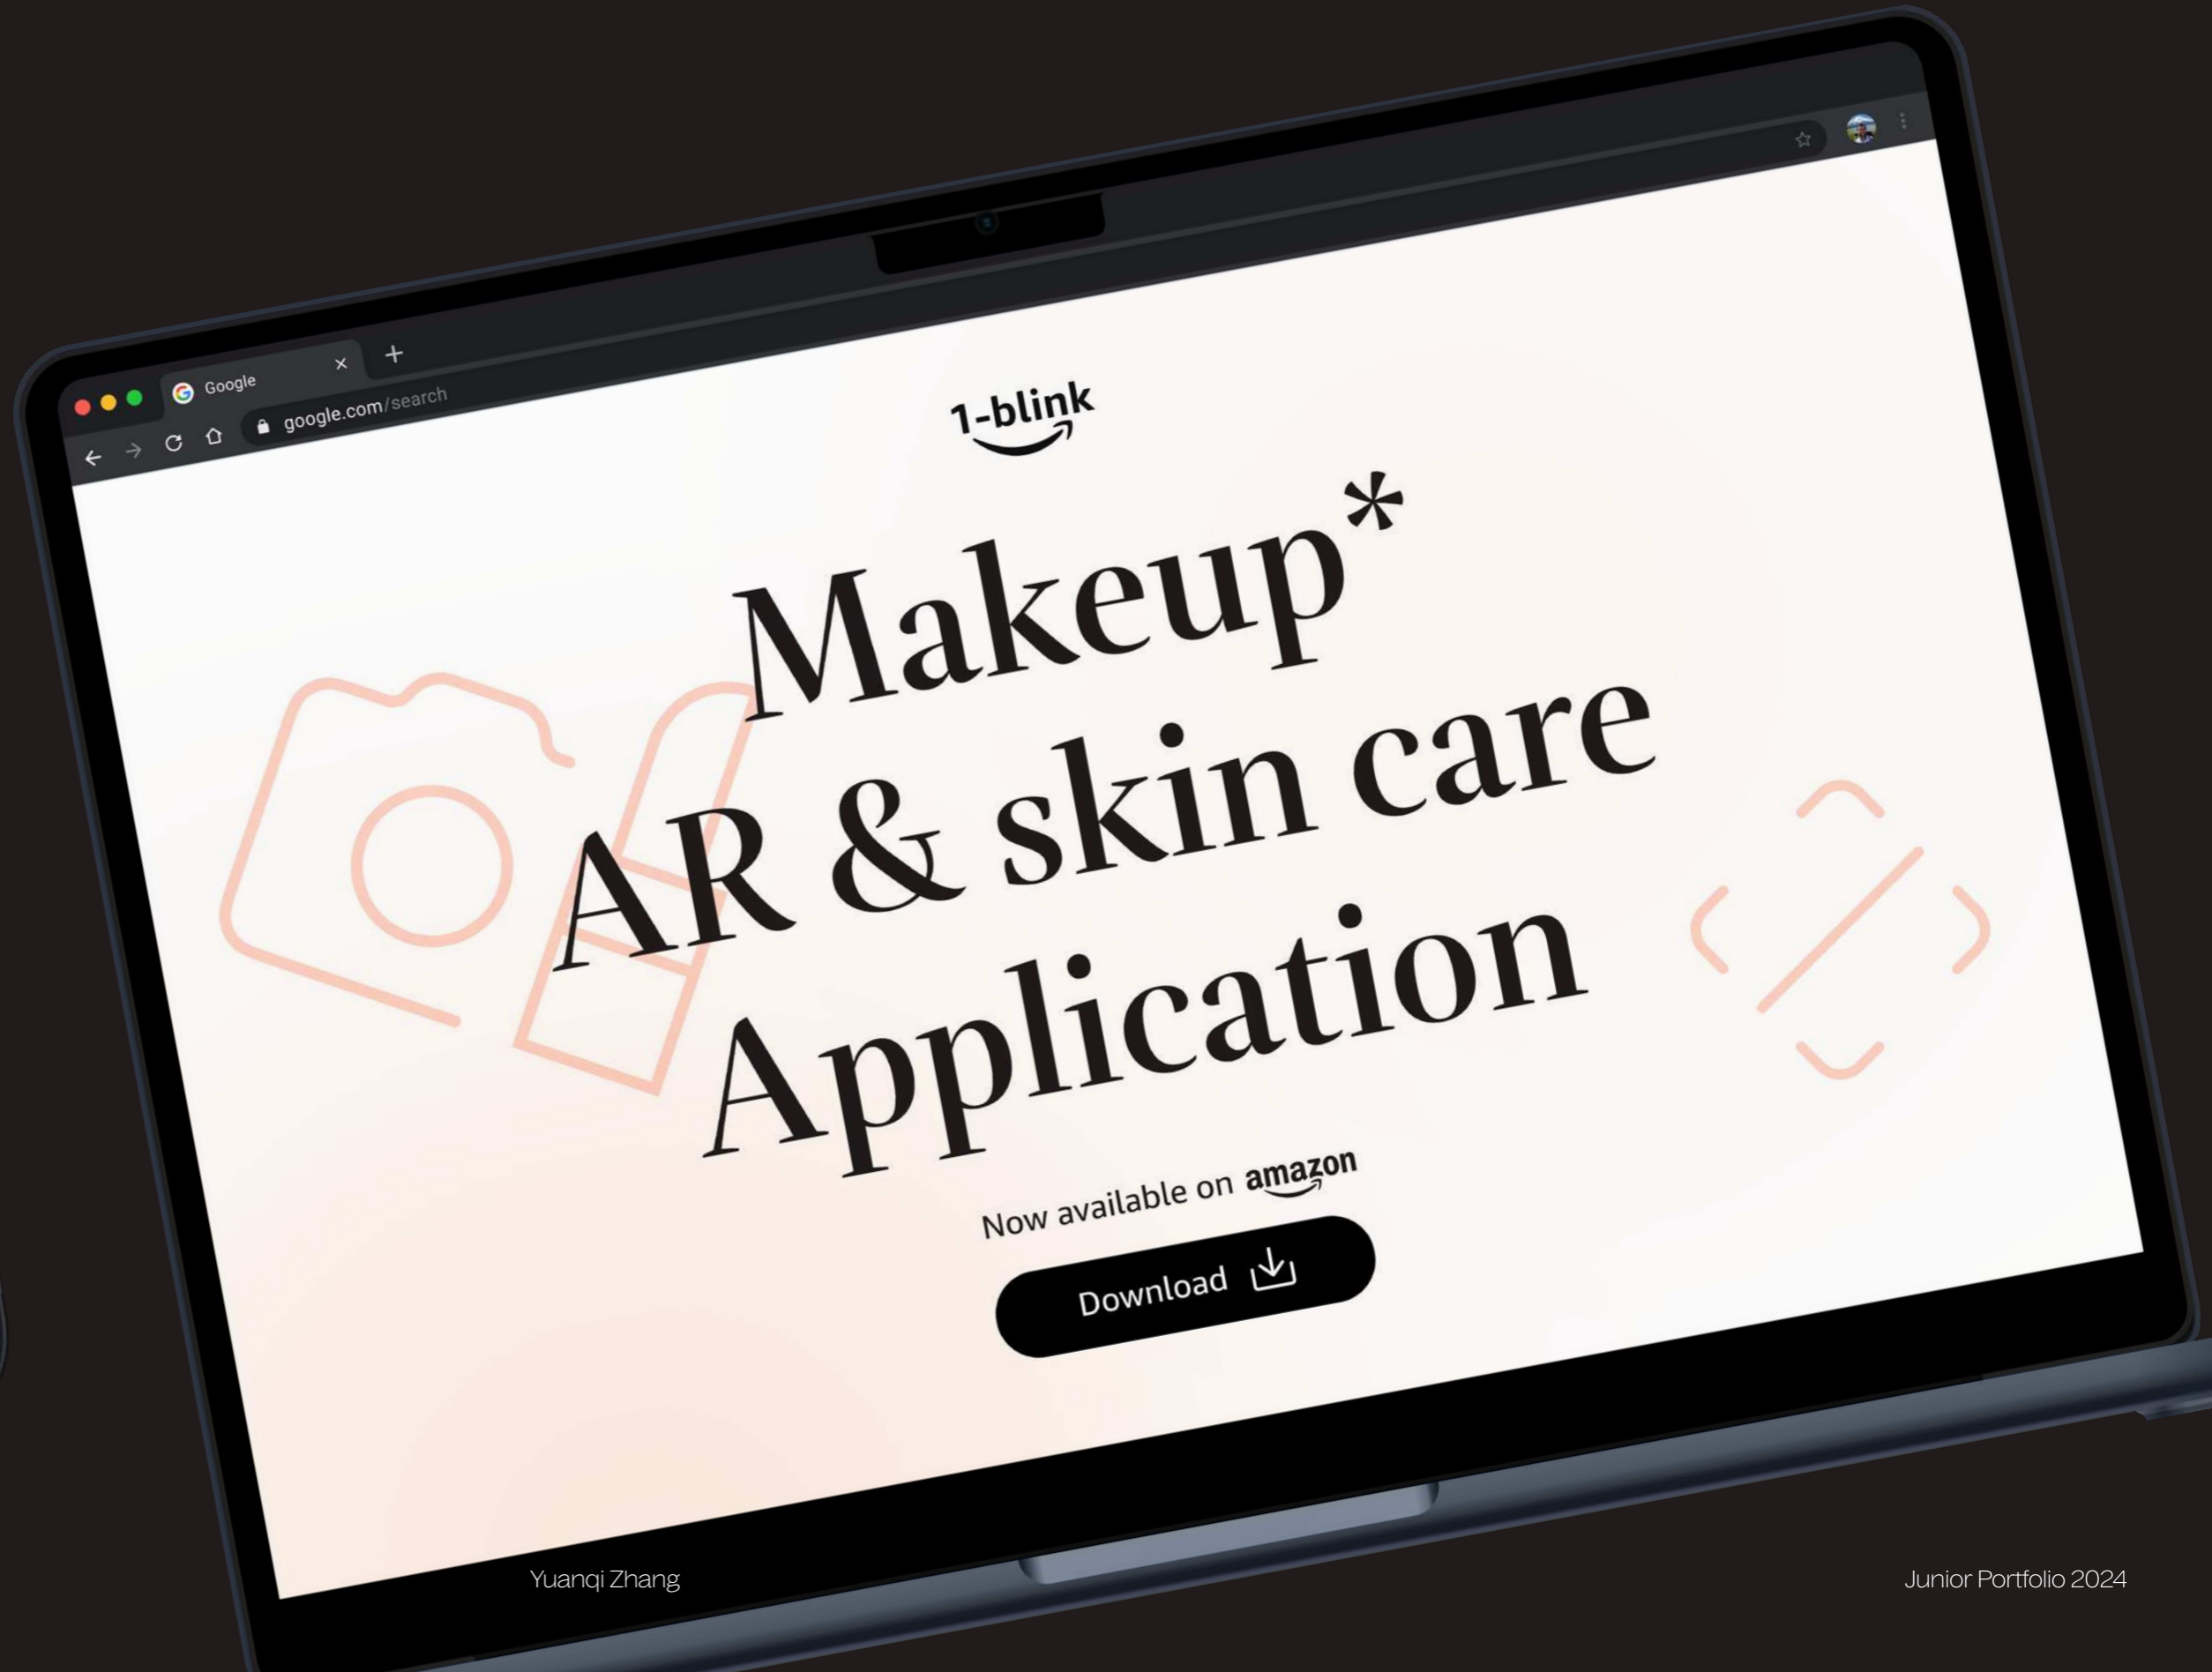 Google
google.com/search
1-blink
Makeup*
AR & skin care
Application
Now available on amazon
Download
Yuanqi Zhang
Junior Portfolio 2024